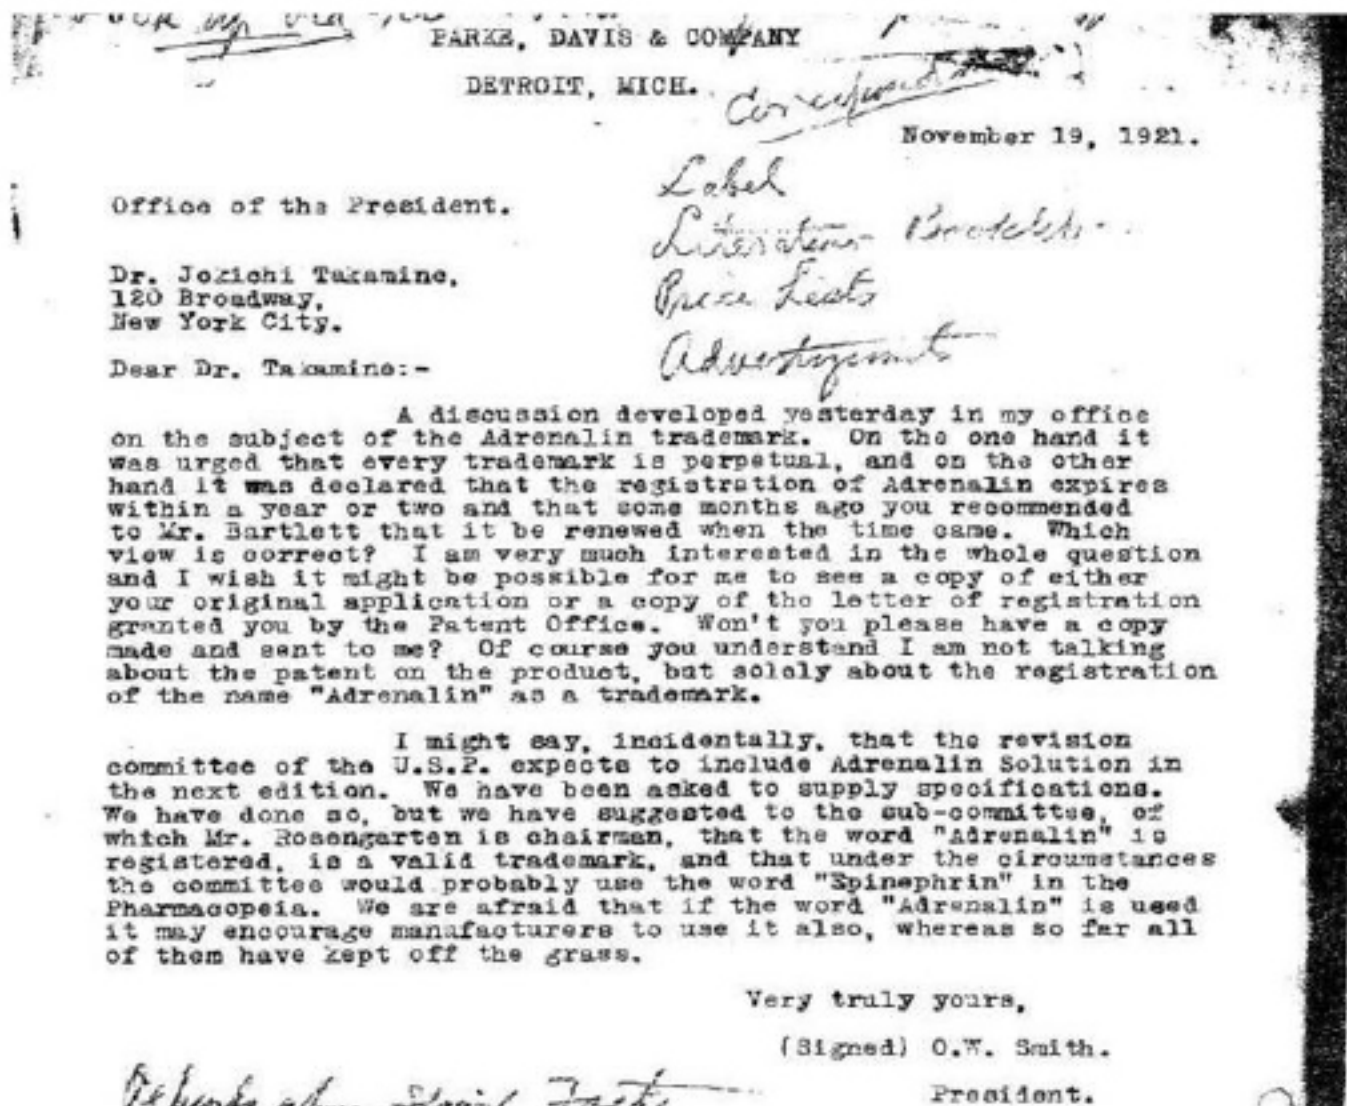 PARKE, DAVIS & COMPANY
DETROIT, MICH.
November 19, 1921.
Label
Office of the President.
Literature Booklets
Dr. Jokichi Takamine,
120 Broadway,
New York City.
Price Lists
Advertizements
Dear Dr. Takamine:-
A discussion developed yesterday in my office
on the subject of the Adrenalin trademark. On the one hand it
was urged that every trademark is perpetual, and on the other
hand it was declared that the registration of Adrenalin expires
within a year or two and that some months ago you recommended
to Mr. Bartlett that it be renewed when the time came. Which
view is correct? I am very much interested in the whole question
and I wish it might be possible for me to see a copy of either
your original application or a copy of the letter of registration
granted you by the Patent Office. Won't you please have a copy
made and sent to me? Of course you understand I am not talking
about the patent on the product, but solely about the registration
of the name "Adrenalin" as a trademark.
I might say, incidentally, that the revision
committee of the U.S.P. expects to include Adrenalin Solution in
the next edition. We have been asked to supply specifications.
We have done so, but we have suggested to the sub-committee, of
which Mr. Rosengarten is chairman, that the word "Adrenalin" is
registered, is a valid trademark, and that under the circumstances
the committee would probably use the word "Epinephrin" in the
Pharmacopeia. We are afraid that if the word "Adrenalin" is used
it may encourage manufacturers to use it also, whereas so far all
of them have kept off the grass.
Very truly yours,
(Signed) O.W. Smith.
President.